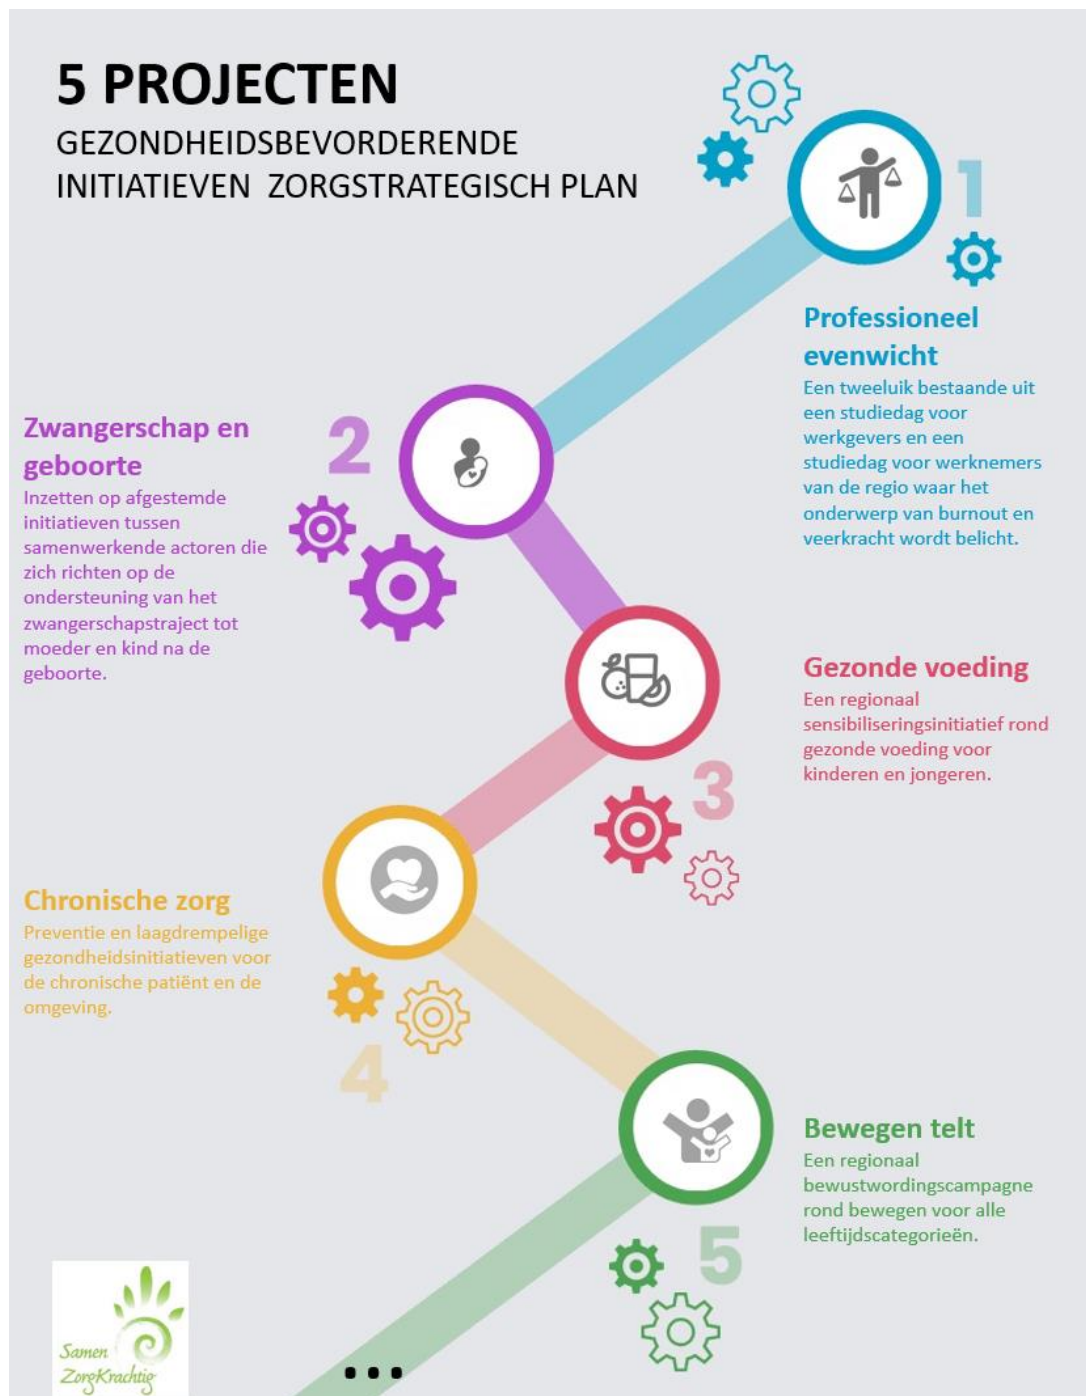 5 PROJECTEN
GEZONDHEIDSBEVORDERENDE
INITIATIEVEN ZORGSTRATEGISCH PLAN
1
Professioneel
evenwicht
Een tweeluik bestaande uit
een studiedag voor
werkgevers en een
studiedag voor werknemers
van de regio waar het
onderwerp van burnout en
veerkracht wordt belicht.
2
Zwangerschap en
geboorte
Inzetten op afgestemde
initiatieven tussen
samenwerkende actoren die
zich richten op de
ondersteuning van het
zwangerschapstraject tot
moeder en kind na de
geboorte.
3
Gezonde voeding
Een regionaal
sensibiliseringsinitiatief rond
gezonde voeding voor
kinderen en jongeren.
4
Chronische zorg
Preventie en laagdrempelige
gezondheidsinitiatieven voor
de chronische patiënt en de
omgeving.
5
Bewegen telt
Een regionaal
bewustwordingscampagne
rond bewegen voor alle
leeftijdscategorieën.
Samen
ZorgKrachtig
...